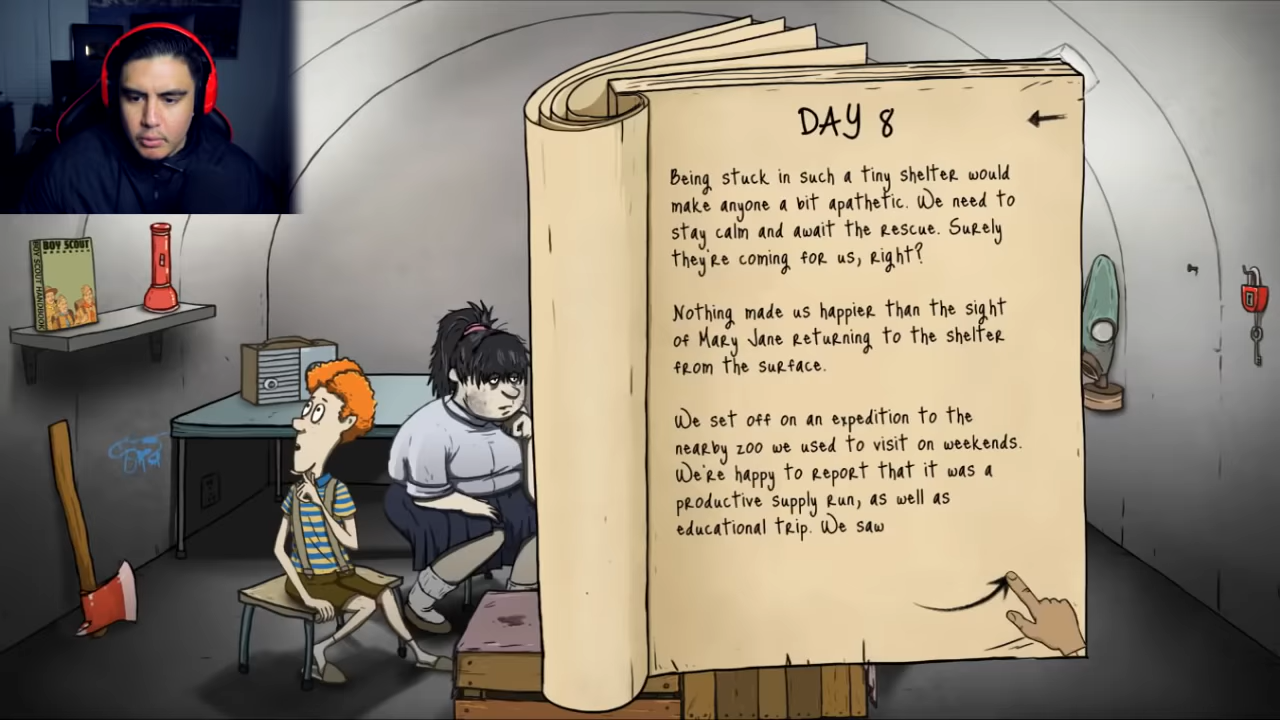 DAY 8
Being stuck in such a tiny shelter would
make anyone a bit apathetic. We need to
stay calm and await the rescue. Surely
they're coming for us, right?
Nothing made us happier than the sight
of Mary Jane returning to the shelter
from the surface.
We set off on an expedition to the
nearby zoo we used to visit on weekends.
We're happy to report that it was a
productive supply run, as well as
educational trip. We saw
BOY SCOUT
BOY SCOUT HANDBOOK